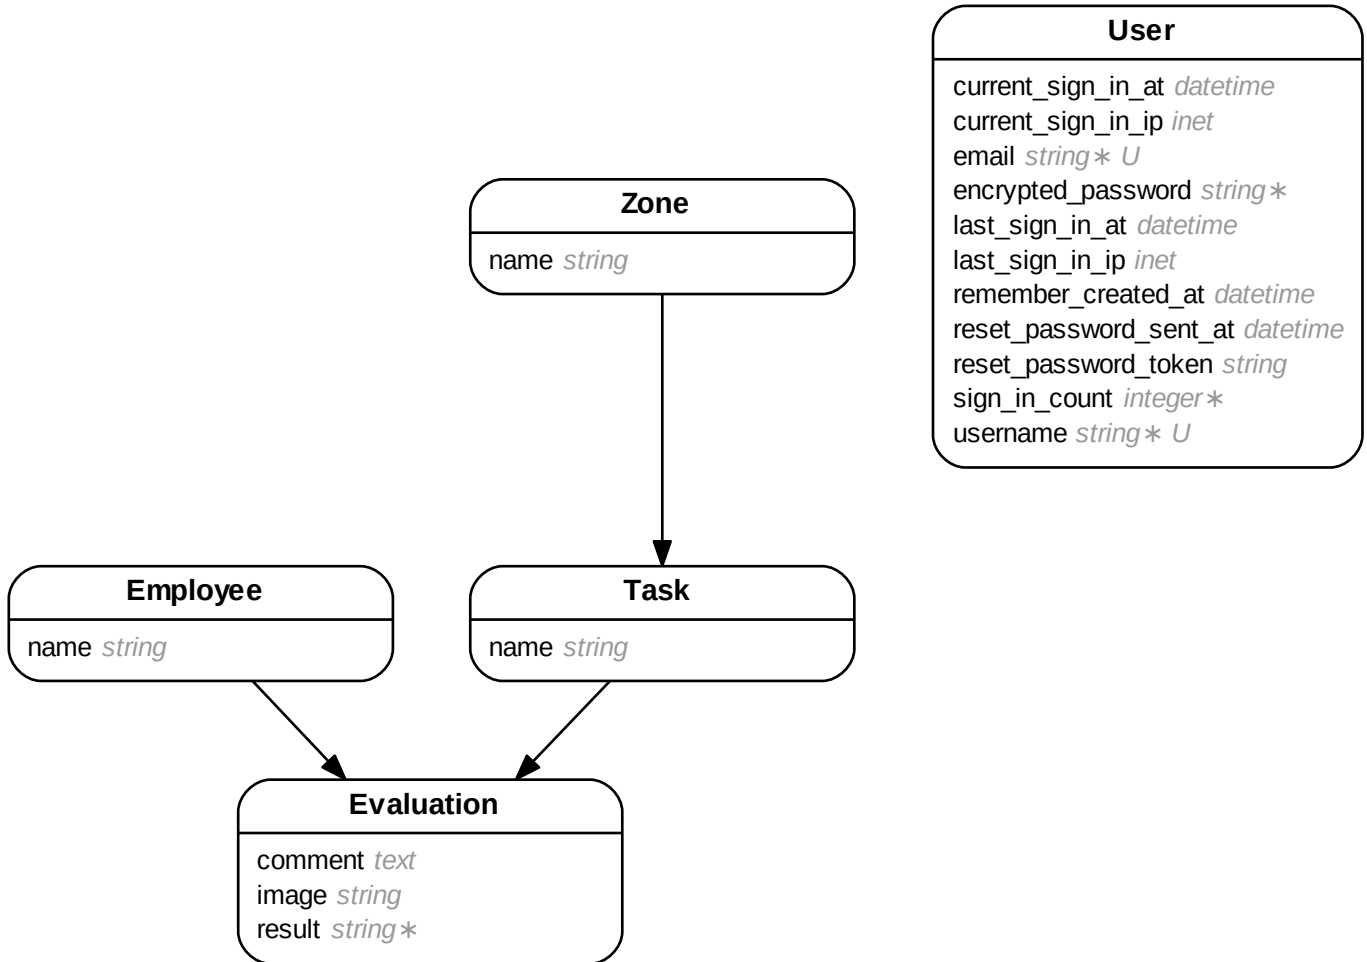 User
current_sign_in_at datetime
current_sign_in_ip inet
email string∗ U
encrypted_password string∗
last_sign_in_at datetime
last_sign_in_ip inet
remember_created_at datetime
reset_password_sent_at datetime
reset_password_token string
sign_in_count integer∗
username string∗ U
Zone
name string
Employee
name string
Task
name string
Evaluation
comment text
image string
result string∗